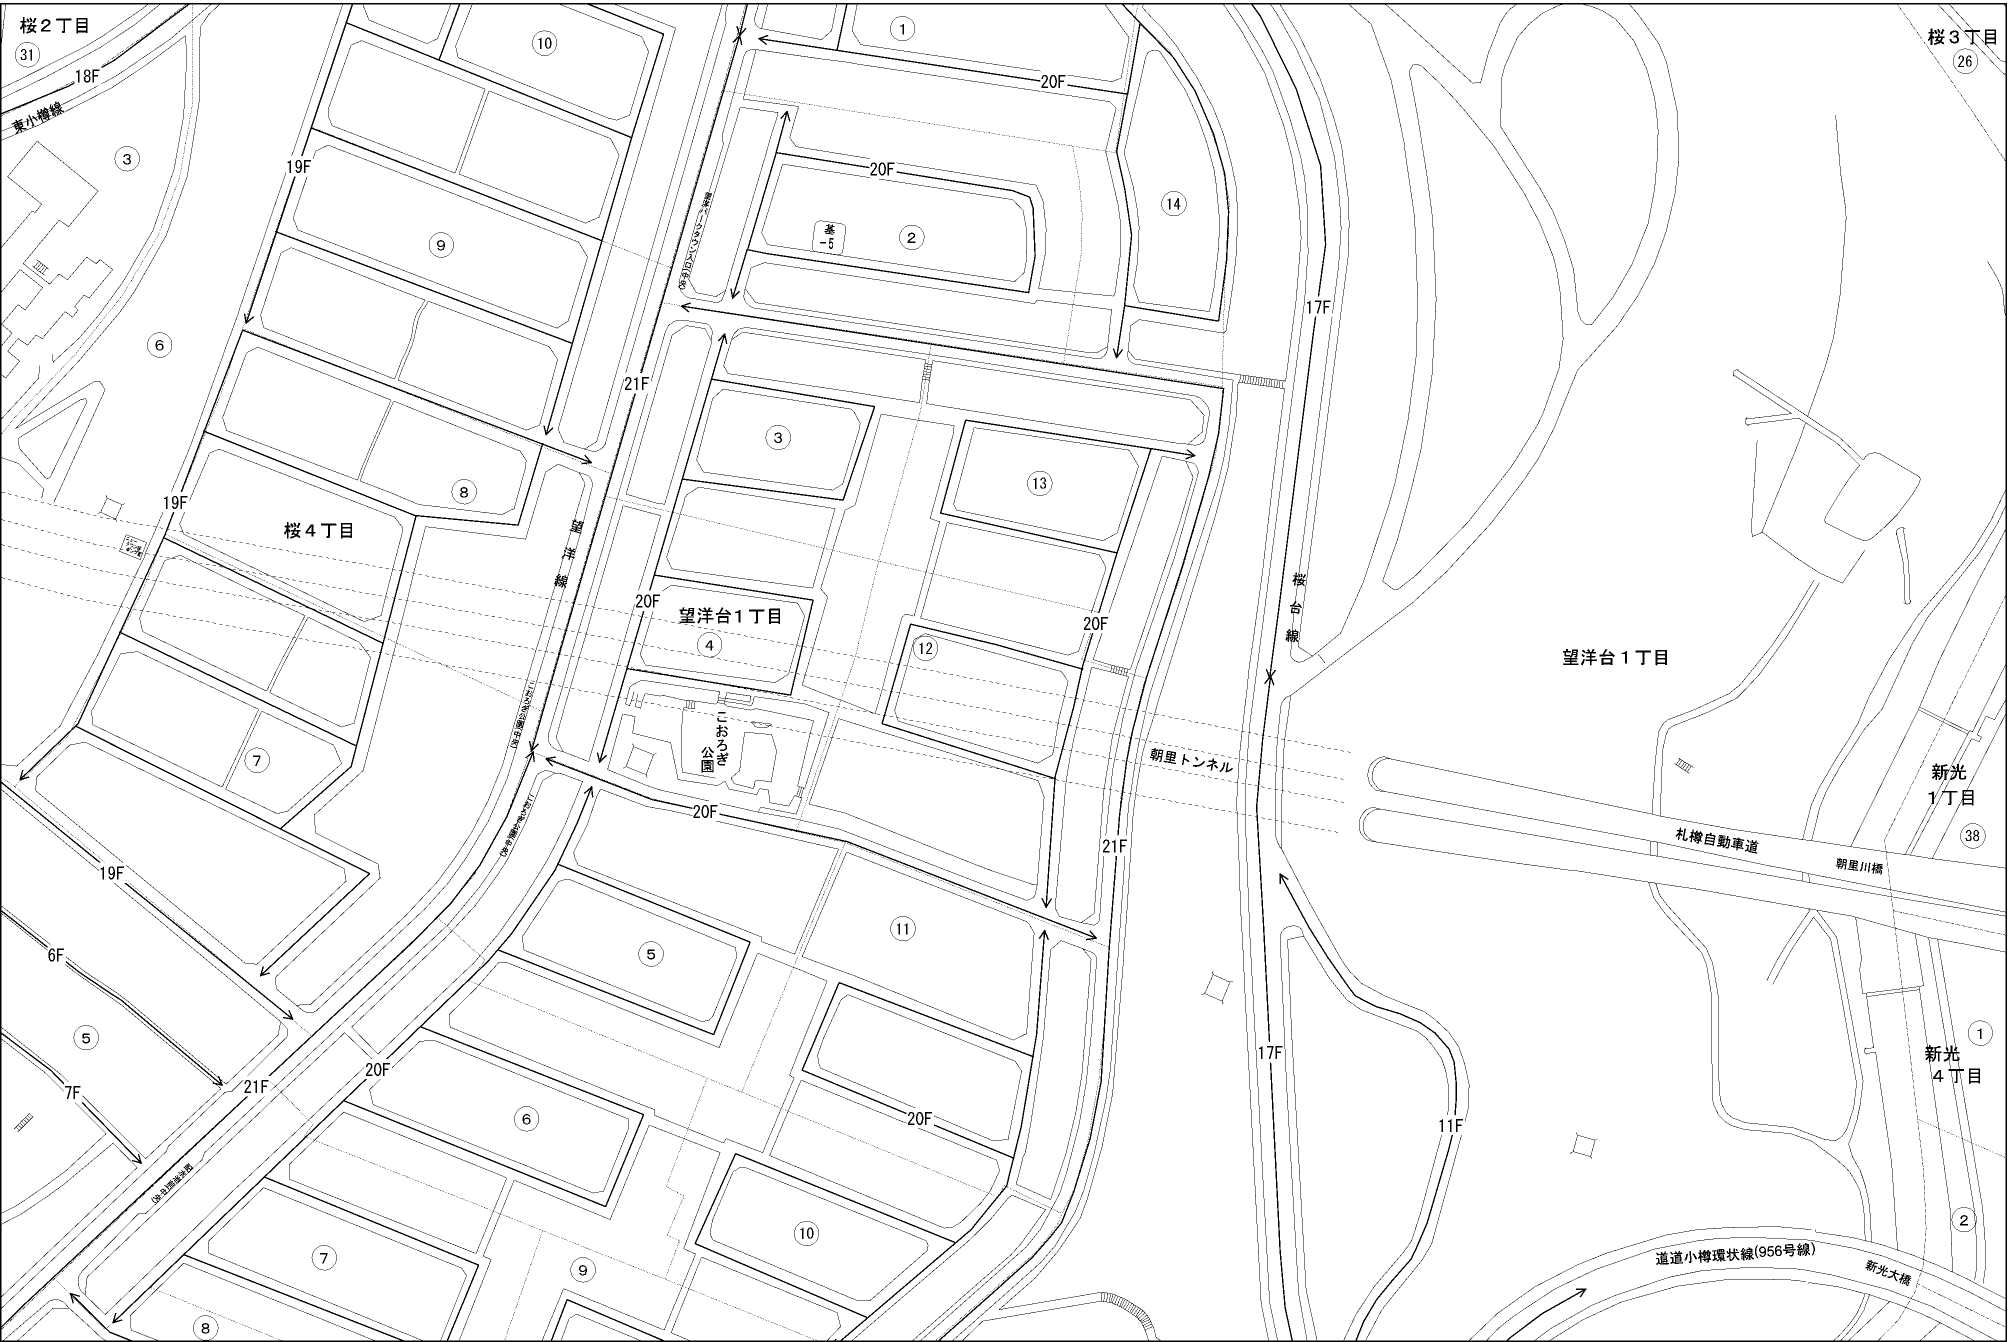 桜2丁目
31
18F
東小樽線
3
10
1
20F
桜3丁目
26
19F
9
20F
基
-5
2
14
17F
6
21F
3
8
13
19F
桜4丁目
望洋線
20F
望洋台1丁目
4
桜台線
20F
12
望洋台1丁目
7
こおろぎ
公園
朝里トンネル
20F
新光
1丁目
38
札樽自動車道
朝里川橋
21F
19F
6F
5
11
5
7F
21F
20F
17F
1
新光
4丁目
6
20F
11F
10
2
7
9
道道小樽環状線(956号線)
新光大橋
8